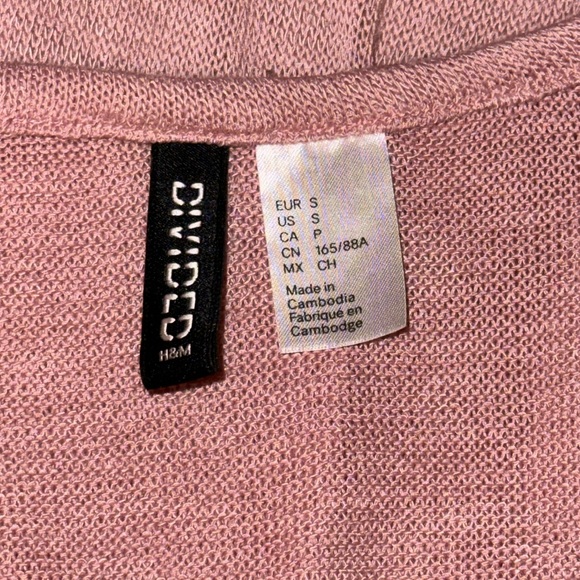 DIVIDED
H&M
EUR S
US S
CA P
CN 165/88A
MX CH
Made in
Cambodia
Fabriqué en
Cambodge